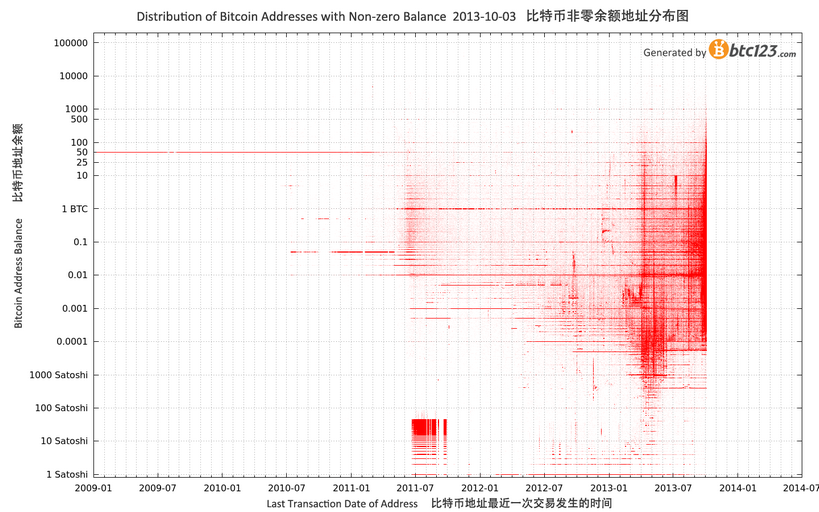 Distribution of Bitcoin Addresses with Non-zero Balance 2013-10-03 比特币非零余额地址分布图
Generated by btc123.com
Bitcoin Address Balance 比特币地址余额
100000
10000
1000
500
100
50
25
10
1 BTC
0.1
0.01
0.001
0.0001
1000 Satoshi
100 Satoshi
10 Satoshi
1 Satoshi
2009-01 2009-07 2010-01 2010-07 2011-01 2011-07 2012-01 2012-07 2013-01 2013-07 2014-01 2014-07
Last Transaction Date of Address 比特币地址最近一次交易发生的时间